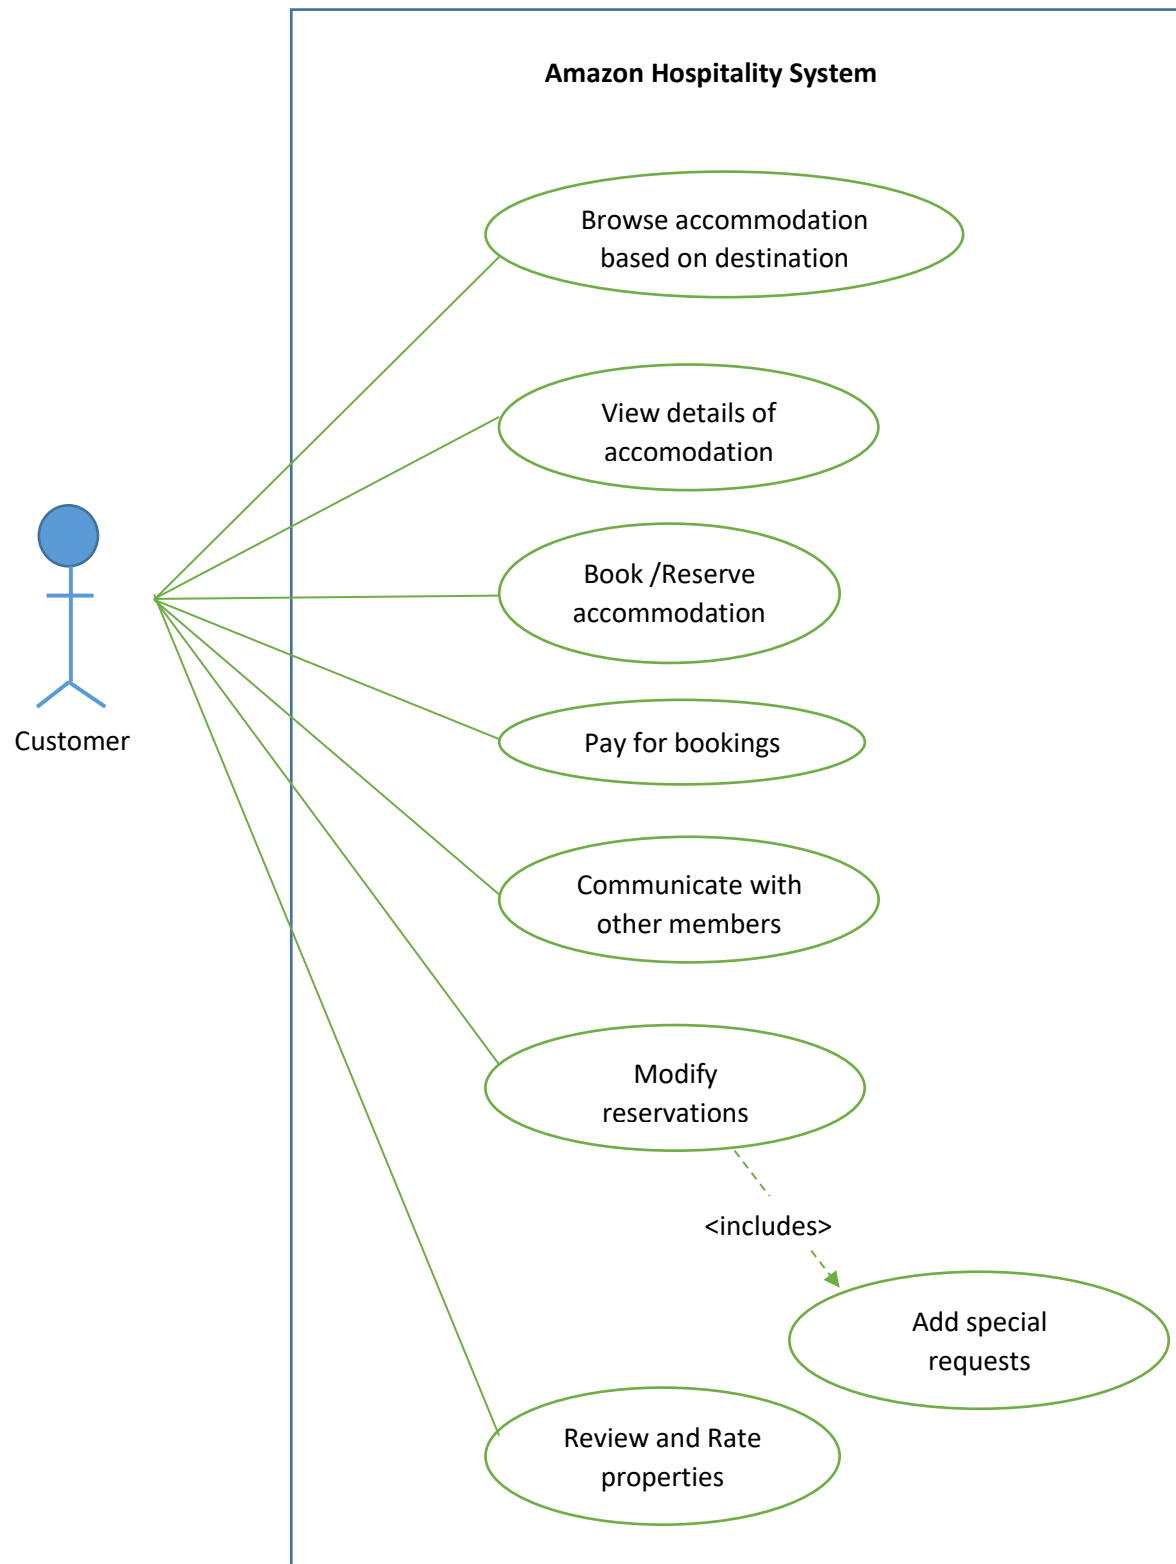 Amazon Hospitality System
Browse accommodation
based on destination
View details of
accomodation
Book /Reserve
accommodation
Customer
Pay for bookings
Communicate with
other members
Modify
reservations
<includes>
Add special
requests
Review and Rate
properties